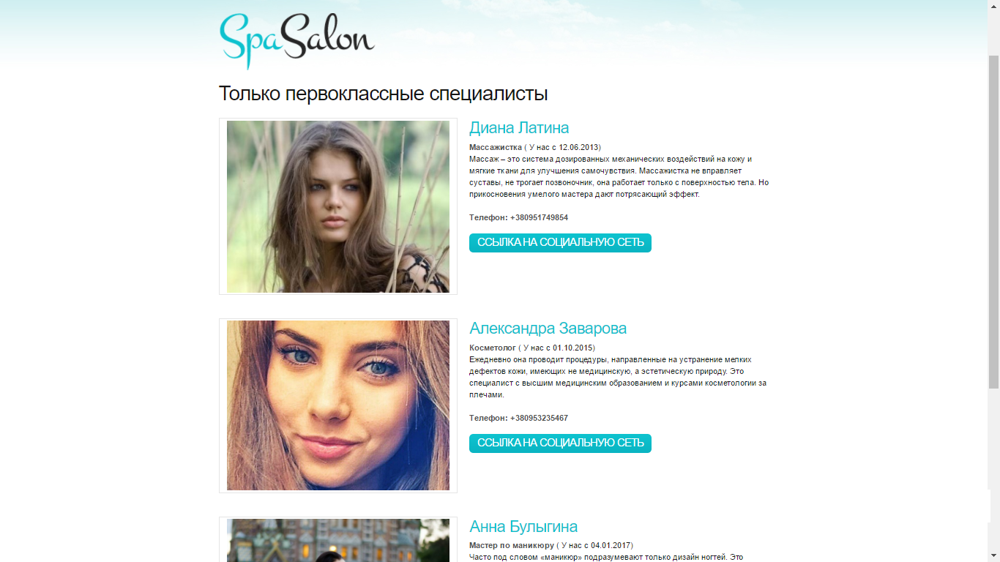 SpaSalon
Только первоклассные специалисты
Диана Латина
Массажистка ( У нас с 12.06.2013)
Массаж – это система дозированных механических воздействий на кожу и
мягкие ткани для улучшения самочувствия. Массажистка не вправляет
суставы, не трогает позвоночник, она работает только с поверхностью тела. Но
прикосновения умелого мастера дают потрясающий эффект.
Телефон: +380951749854
ССЫЛКА НА СОЦИАЛЬНУЮ СЕТЬ
Александра Заварова
Косметолог ( У нас с 01.10.2015)
Ежедневно она проводит процедуры, направленные на устранение мелких
дефектов кожи, имеющих не медицинскую, а эстетическую природу. Это
специалист с высшим медицинским образованием и курсами косметологии за
плечами.
Телефон: +380953235467
ССЫЛКА НА СОЦИАЛЬНУЮ СЕТЬ
Анна Булыгина
Мастер по маникюру ( У нас с 04.01.2017)
Часто под словом «маникюр» подразумевают только дизайн ногтей. Это